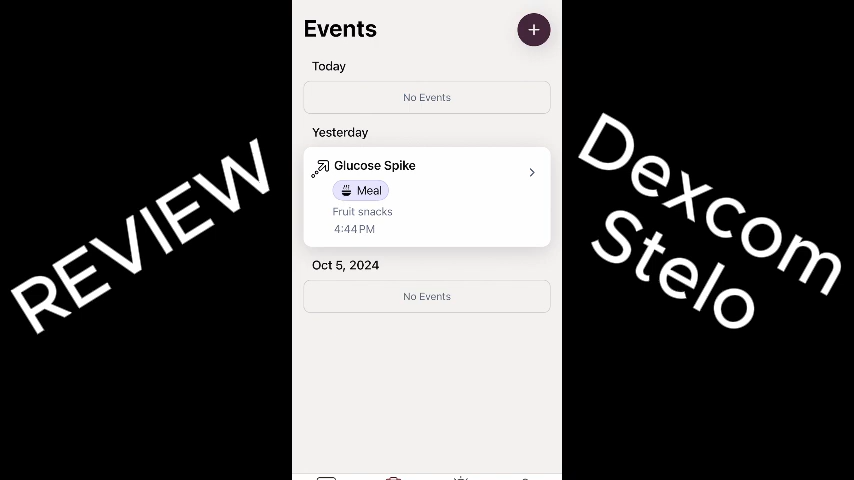 REVIEW
Events
Today
No Events
Yesterday
Glucose Spike
Meal
Fruit snacks
4:44 PM
Oct 5, 2024
No Events
Dexcom
Stelo